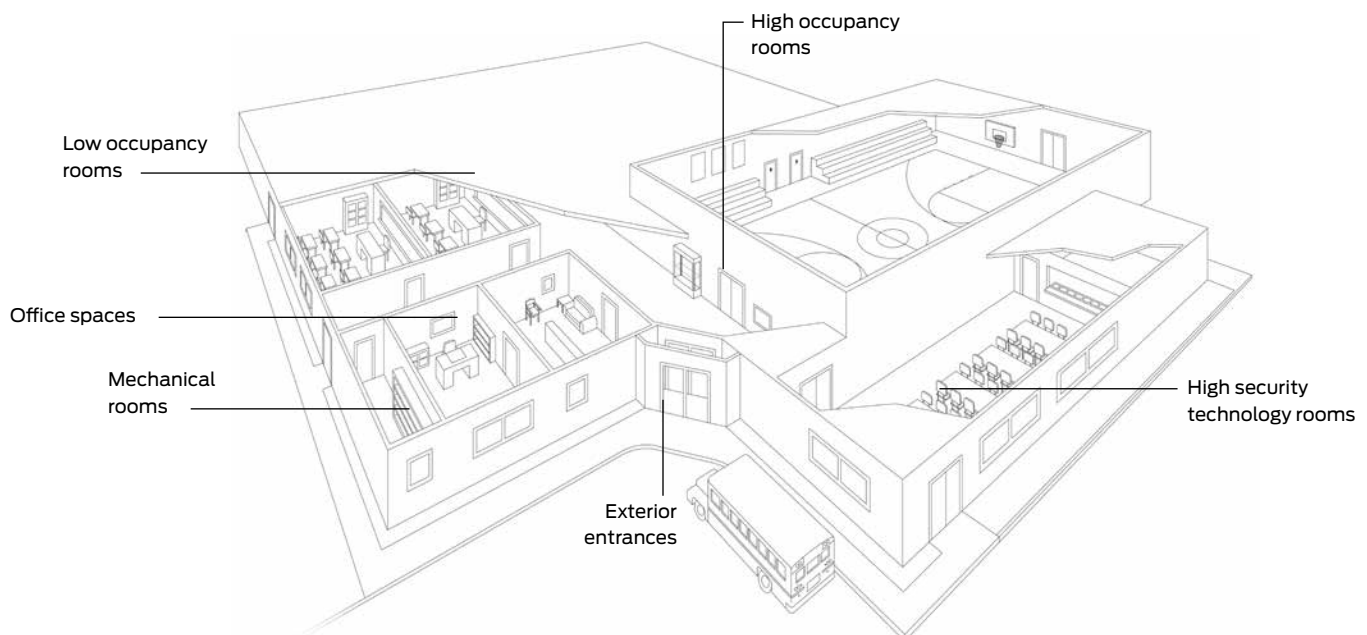 High occupancy
rooms
Low occupancy
rooms
Office spaces
Mechanical
rooms
High security
technology rooms
Exterior
entrances